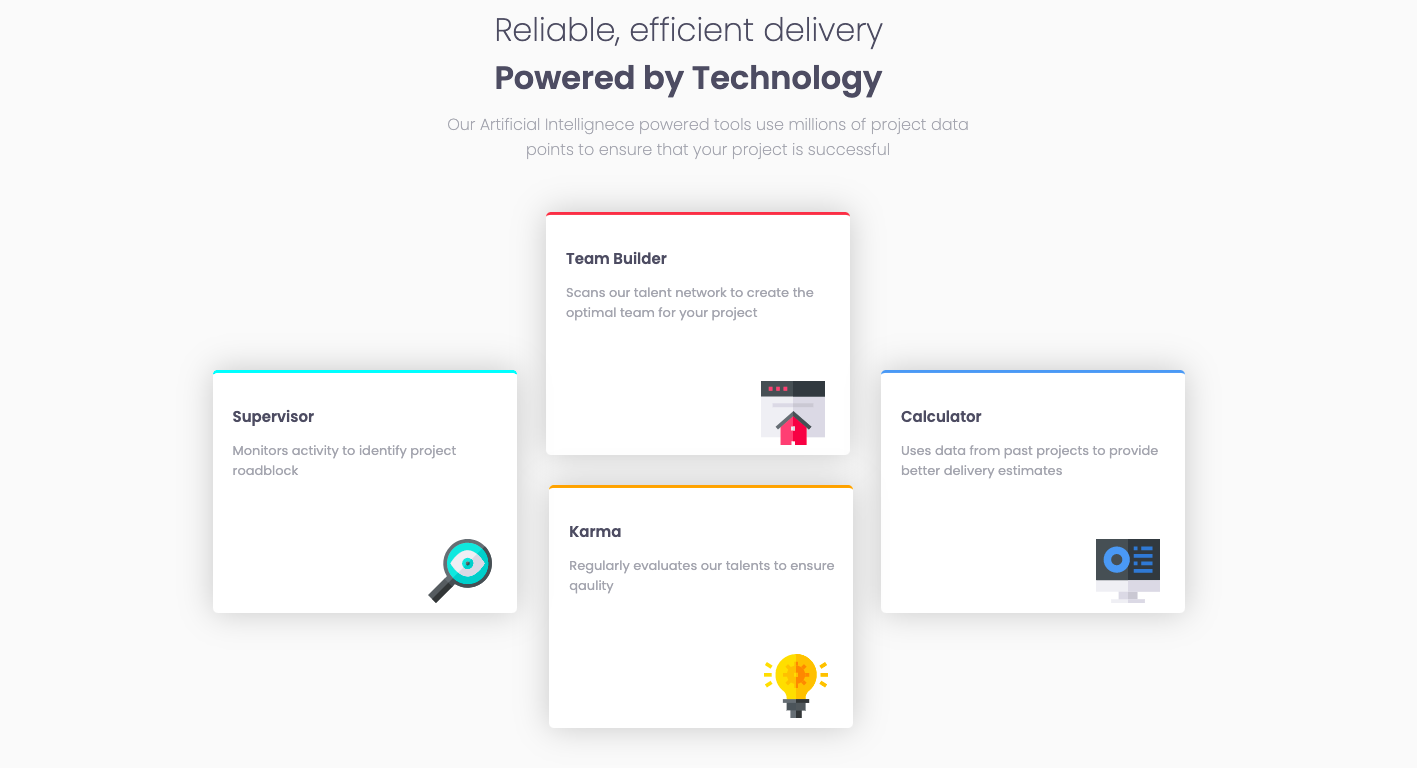 Reliable, efficient delivery
Powered by Technology
Our Artificial Intellignece powered tools use millions of project data
points to ensure that your project is successful
Team Builder
Scans our talent network to create the
optimal team for your project
Supervisor
Monitors activity to identify project
roadblock
Calculator
Uses data from past projects to provide
better delivery estimates
Karma
Regularly evaluates our talents to ensure
qaulity